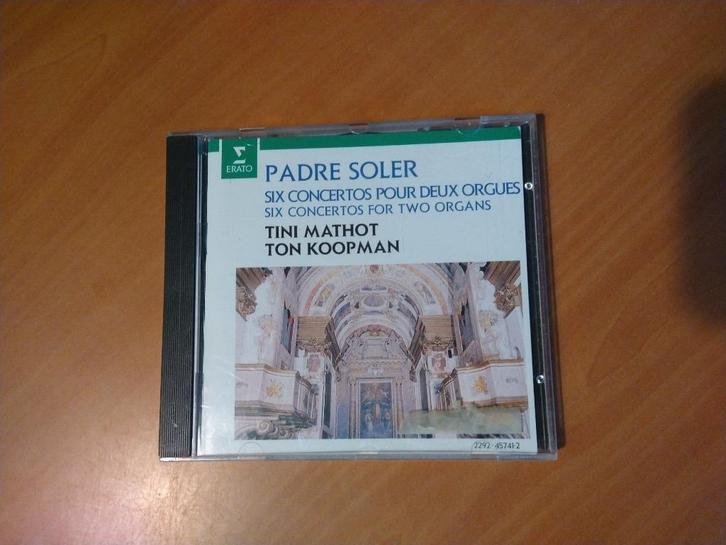 Σ
ERATO
PADRE SOLER
SIX CONCERTOS POUR DEUX ORGUES
SIX CONCERTOS FOR TWO ORGANS
TINI MATHOT
TON KOOPMAN
2292-45741-2